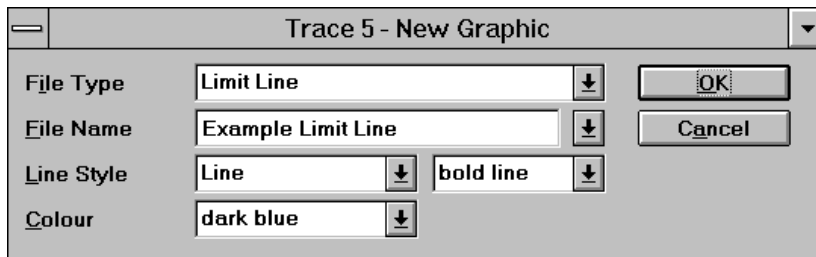 Trace 5 - New Graphic
File Type Limit Line OK
File Name Example Limit Line Cancel
Line Style Line bold line
Colour dark blue